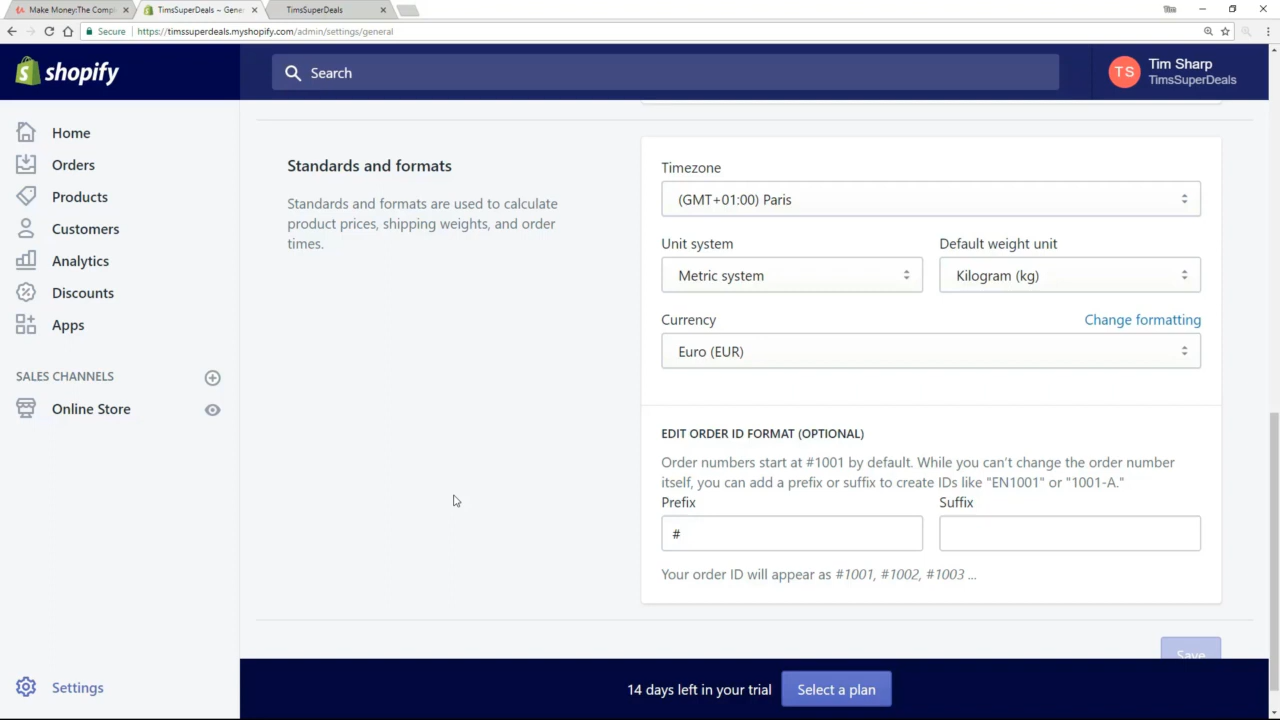 Make Money:The Compl
TimsSuperDeals ~ Gene
TimsSuperDeals
Tim
Secure
https://timssuperdeals.myshopify.com/admin/settings/general
shopify
Search
TS
Tim Sharp
TimsSuperDeals
Home
Orders
Products
Customers
Analytics
Discounts
Apps
SALES CHANNELS
Online Store
Settings
Standards and formats
Standards and formats are used to calculate
product prices, shipping weights, and order
times.
Timezone
(GMT+01:00) Paris
Unit system
Default weight unit
Metric system
Kilogram (kg)
Currency
Change formatting
Euro (EUR)
EDIT ORDER ID FORMAT (OPTIONAL)
Order numbers start at #1001 by default. While you can't change the order number
itself, you can add a prefix or suffix to create IDs like "EN1001" or "1001-A."
Prefix
Suffix
#
Your order ID will appear as #1001, #1002, #1003 ...
Save
14 days left in your trial
Select a plan